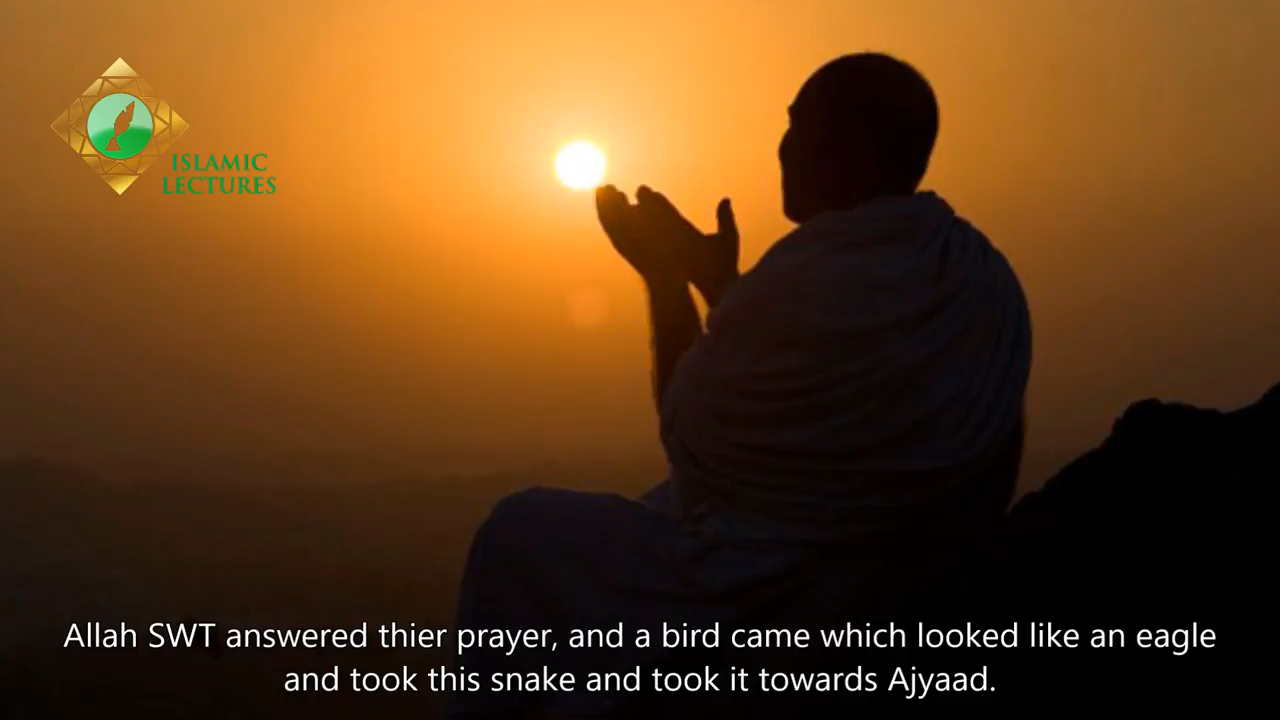 ISLAMIC
LECTURES
Allah SWT answered thier prayer, and a bird came which looked like an eagle
and took this snake and took it towards Ajyaad.